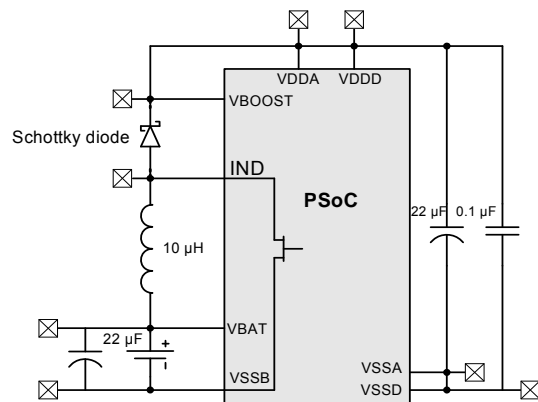 VDDA
VDDD
VBOOST
Schottky diode
IND
PSoC
22 µF
0.1 µF
10 µH
VBAT
22 µF
+
VSSA
VSSB
VSSD